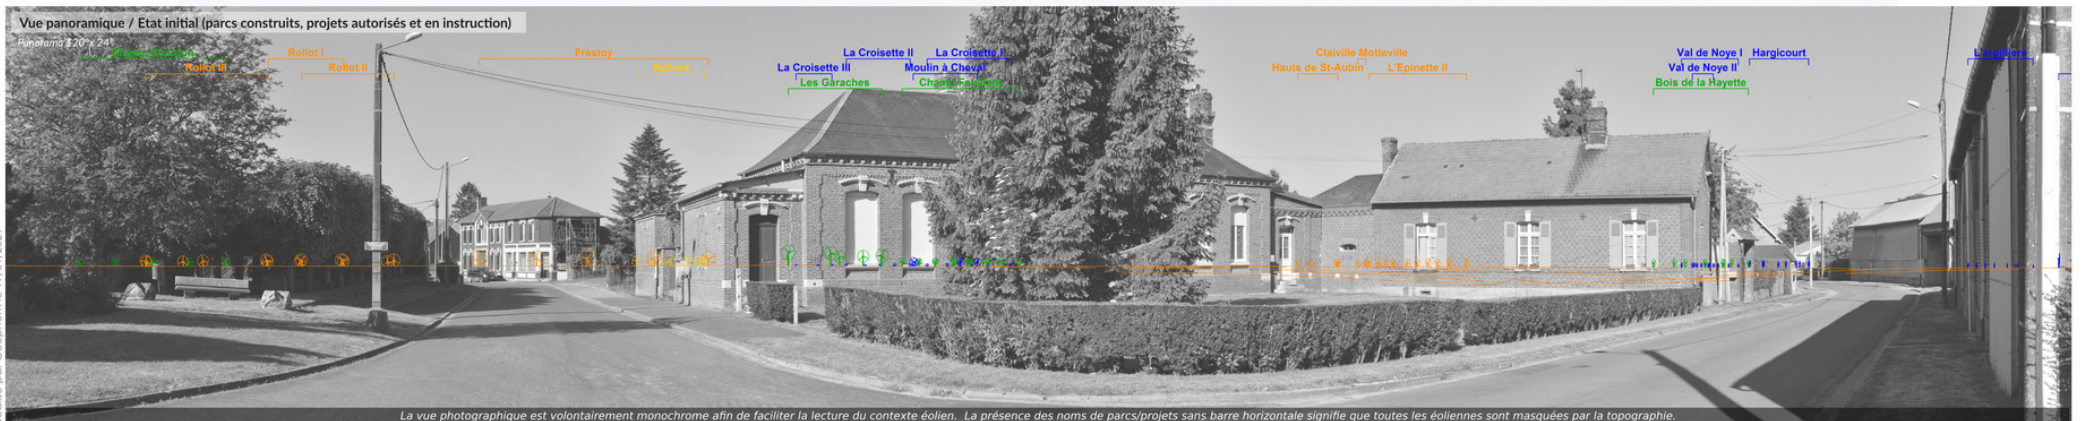 Vue panoramique / Etat initial (parcs construits, projets autorisés et en instruction)
Panorama 120°x 24°
Rollot I
Frestoy
La Croisette II
La Croisette I
Claiville Motteville
Val de Noye I
Hargicourt
Rollot III
Rollot II
La Croisette III
Moulin à Cheval
Hauts de St-Aubin
L'Epinette II
Val de Noye II
Les Garaches
Bois de la Hayette
La vue photographique est volontairement monochrome afin de faciliter la lecture du contexte éolien. La présence des noms de parcs/projets sans barre horizontale signifie que toutes les éoliennes sont masquées par la topographie.